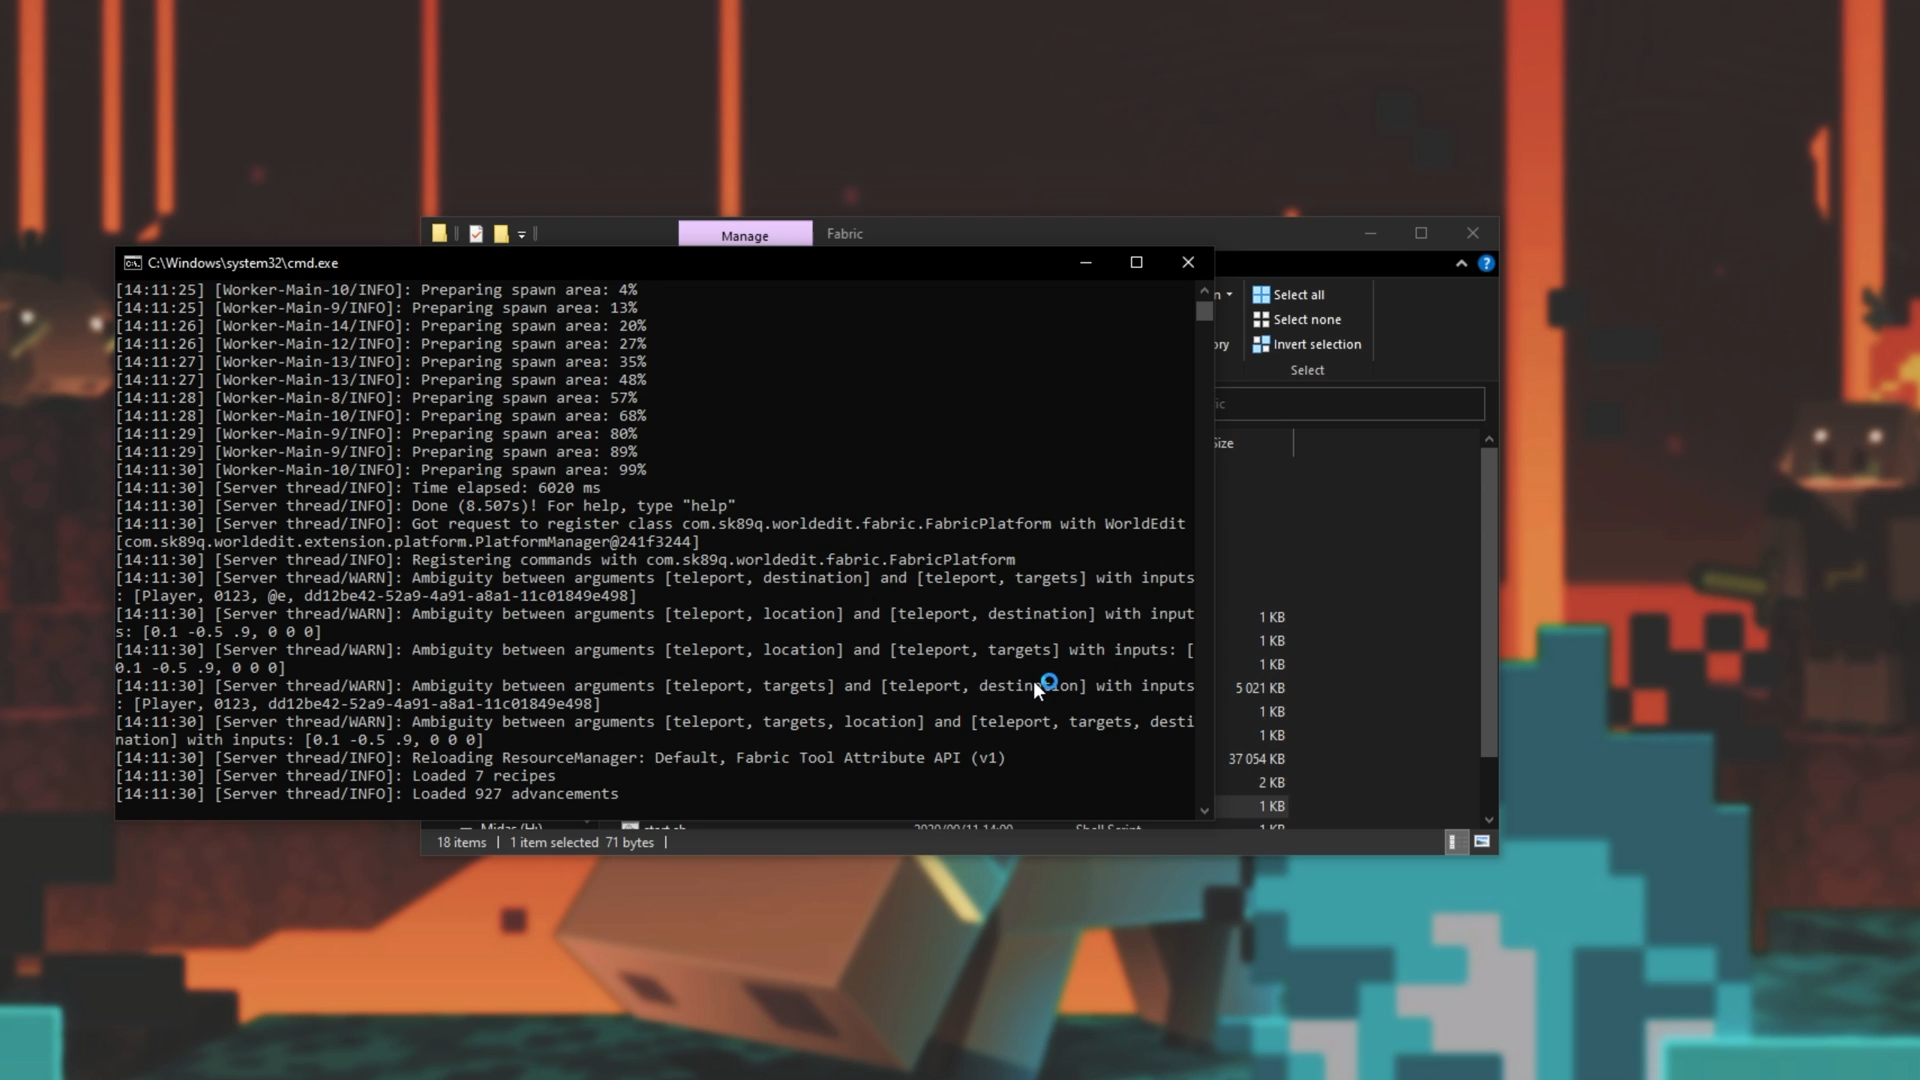 Manage
Fabric
C:\Windows\system32\cmd.exe
[14:11:25] [Worker-Main-10/INFO]: Preparing spawn area: 4%
[14:11:25] [Worker-Main-9/INFO]: Preparing spawn area: 13%
[14:11:26] [Worker-Main-14/INFO]: Preparing spawn area: 20%
[14:11:26] [Worker-Main-12/INFO]: Preparing spawn area: 27%
[14:11:27] [Worker-Main-13/INFO]: Preparing spawn area: 35%
[14:11:27] [Worker-Main-13/INFO]: Preparing spawn area: 48%
[14:11:28] [Worker-Main-8/INFO]: Preparing spawn area: 57%
[14:11:28] [Worker-Main-10/INFO]: Preparing spawn area: 68%
[14:11:29] [Worker-Main-9/INFO]: Preparing spawn area: 80%
[14:11:29] [Worker-Main-9/INFO]: Preparing spawn area: 89%
[14:11:30] [Worker-Main-10/INFO]: Preparing spawn area: 99%
[14:11:30] [Server thread/INFO]: Time elapsed: 6020 ms
[14:11:30] [Server thread/INFO]: Done (8.507s)! For help, type "help"
[14:11:30] [Server thread/INFO]: Got request to register class com.sk89q.worldedit.fabric.FabricPlatform with WorldEdit
[com.sk89q.worldedit.extension.platform.PlatformManager@241f3244]
[14:11:30] [Server thread/INFO]: Registering commands with com.sk89q.worldedit.fabric.FabricPlatform
[14:11:30] [Server thread/WARN]: Ambiguity between arguments [teleport, destination] and [teleport, targets] with inputs
: [Player, 0123, @e, dd12be42-52a9-4a91-a8a1-11c01849e498]
[14:11:30] [Server thread/WARN]: Ambiguity between arguments [teleport, location] and [teleport, destination] with input
s: [0.1 -0.5 .9, 0 0 0]
[14:11:30] [Server thread/WARN]: Ambiguity between arguments [teleport, location] and [teleport, targets] with inputs: [
0.1 -0.5 .9, 0 0 0]
[14:11:30] [Server thread/WARN]: Ambiguity between arguments [teleport, targets] and [teleport, destination] with inputs
: [Player, 0123, dd12be42-52a9-4a91-a8a1-11c01849e498]
[14:11:30] [Server thread/WARN]: Ambiguity between arguments [teleport, targets, location] and [teleport, targets, desti
nation] with inputs: [0.1 -0.5 .9, 0 0 0]
[14:11:30] [Server thread/INFO]: Reloading ResourceManager: Default, Fabric Tool Attribute API (v1)
[14:11:30] [Server thread/INFO]: Loaded 7 recipes
[14:11:30] [Server thread/INFO]: Loaded 927 advancements
Select all
Select none
Invert selection
Select
Size
1 KB
1 KB
1 KB
5 021 KB
1 KB
1 KB
37 054 KB
2 KB
1 KB
18 items
1 item selected 71 bytes